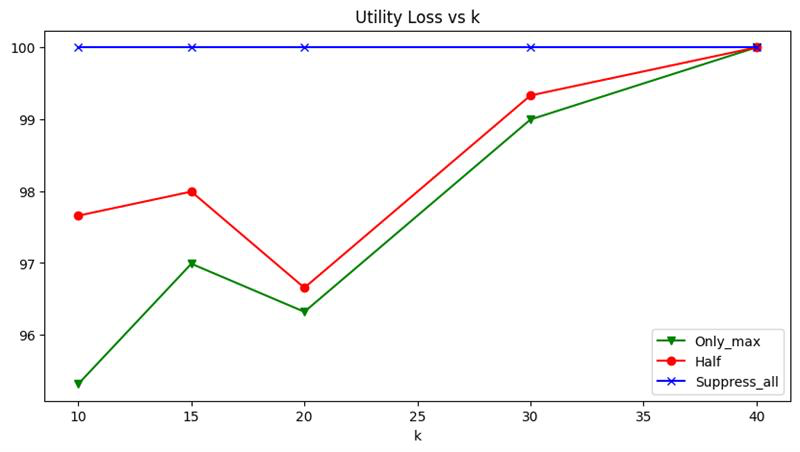 Utility Loss vs k
100
99
98
97
96
10 15 20 25 30 35 40
k
Only_max
Half
Suppress_all